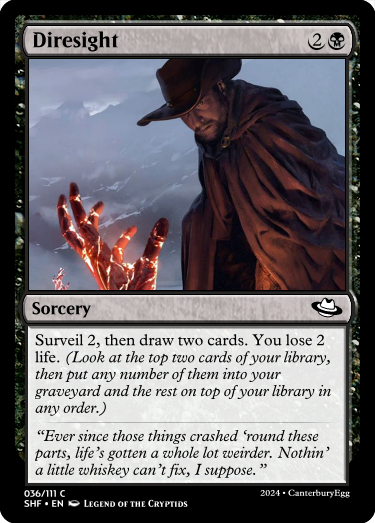 Diresight 2
Sorcery
Surveil 2, then draw two cards. You lose 2
life. (Look at the top two cards of your library,
then put any number of them into your
graveyard and the rest on top of your library in
any order.)
“Ever since those things crashed ‘round these
parts, life’s gotten a whole lot weirder. Nothin’
a little whiskey can’t fix, I suppose.”
036/111 C
SHF • EN LEGEND OF THE CRYPTIDS
2024 • CanterburyEgg